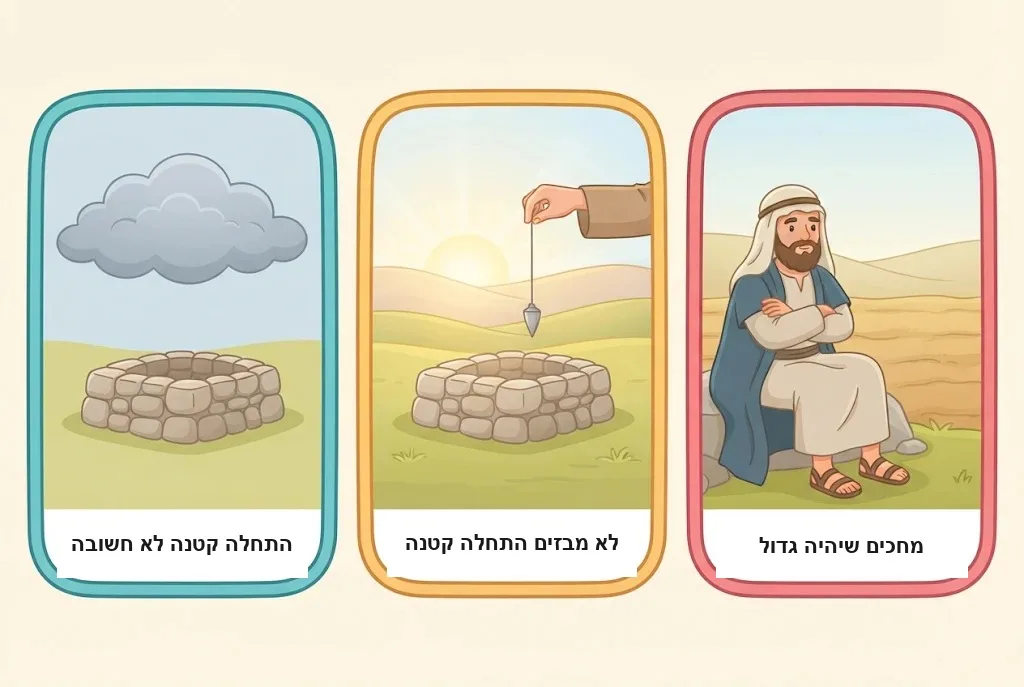 מחכים שיהיה גדול
לא מבזים התחלה קטנה
התחלה קטנה לא חשובה